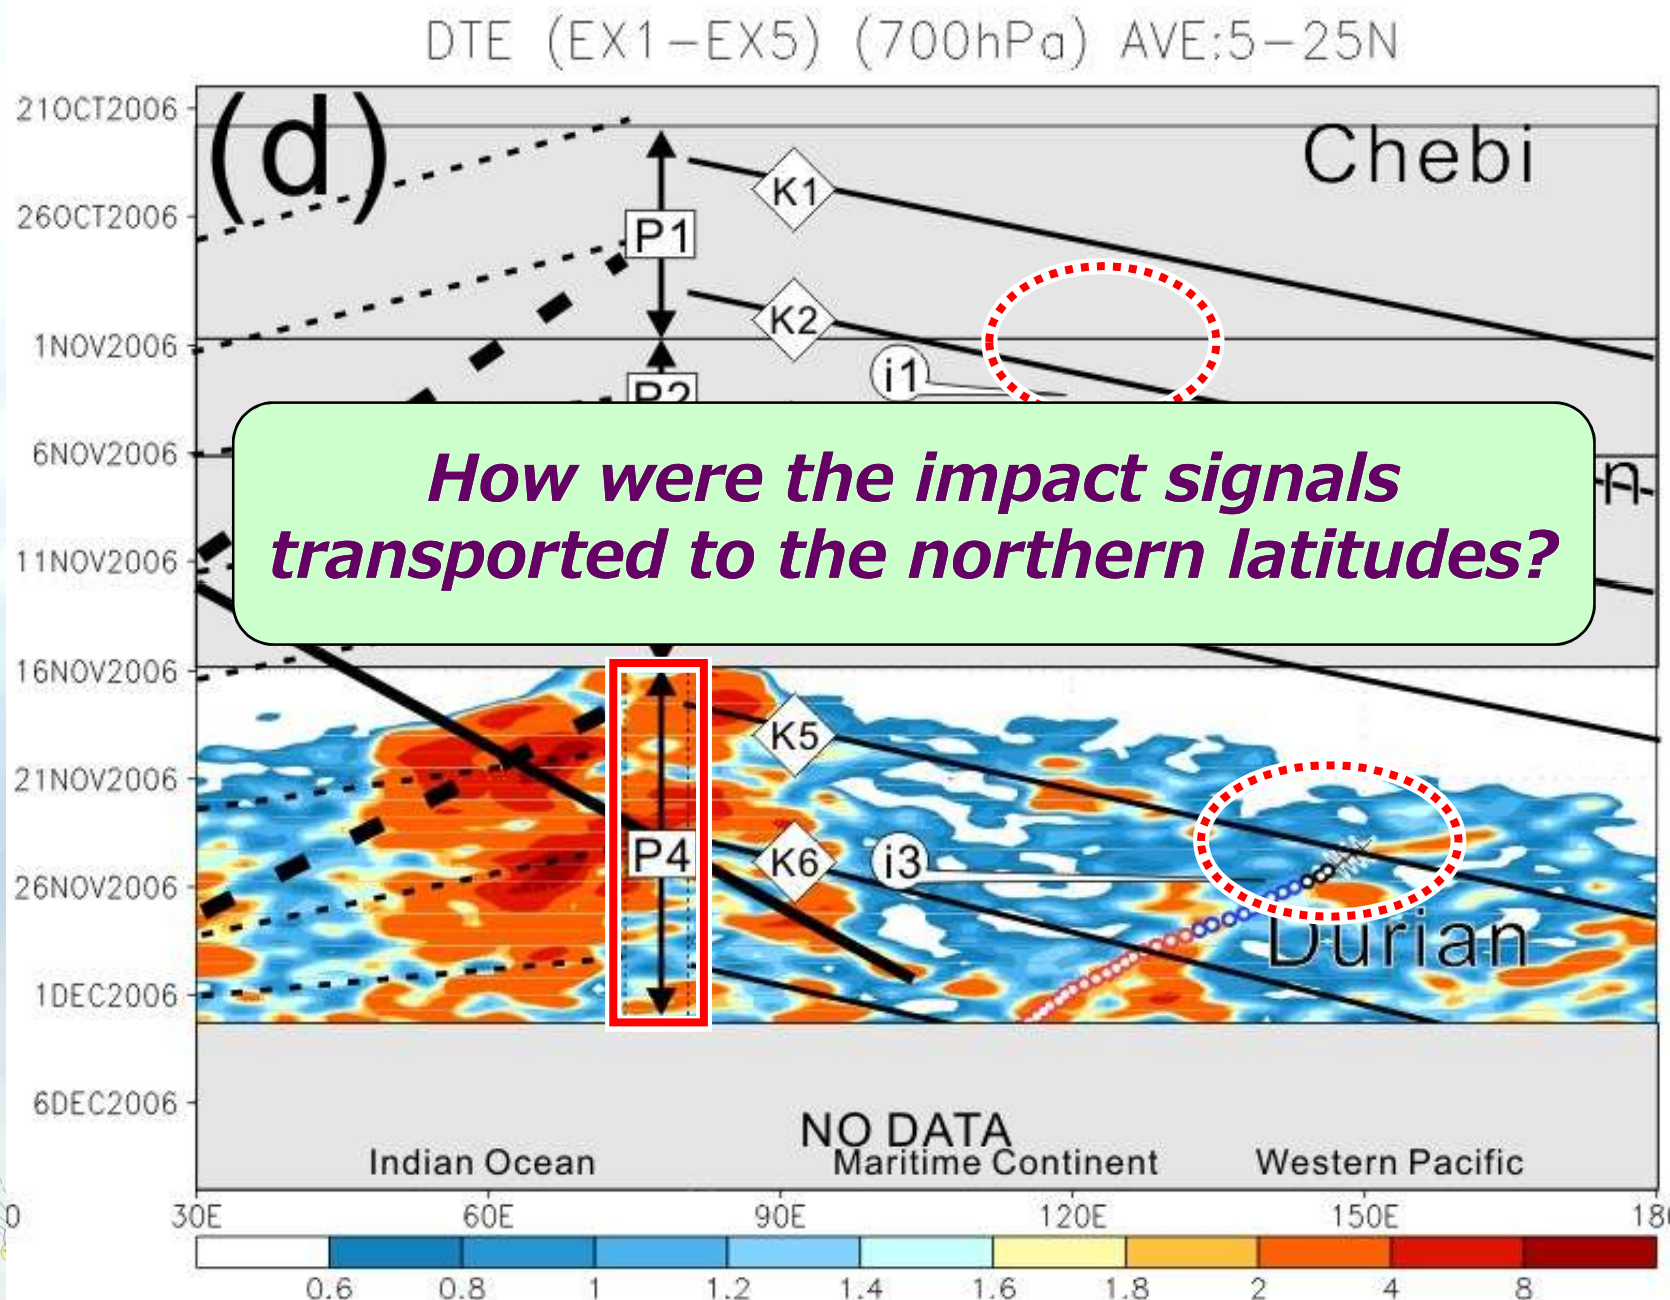 DTE (EX1-EX5) (700hPa) AVE:5-25N
21OCT2006
(d)
Chebi
K1
26OCT2006
P1
K2
1NOV2006
i1
P2
6NOV2006
How were the impact signals
n
transported to the northern latitudes?
11NOV2006
16NOV2006
K5
21NOV2006
P4
K6
i3
26NOV2006
Durian
1DEC2006
6DEC2006
NO DATA
Indian Ocean
Maritime Continent
Western Pacific
30E
60E
90E
120E
150E
0.6
0.8
1
1.2
1.4
1.6
1.8
2
4
8